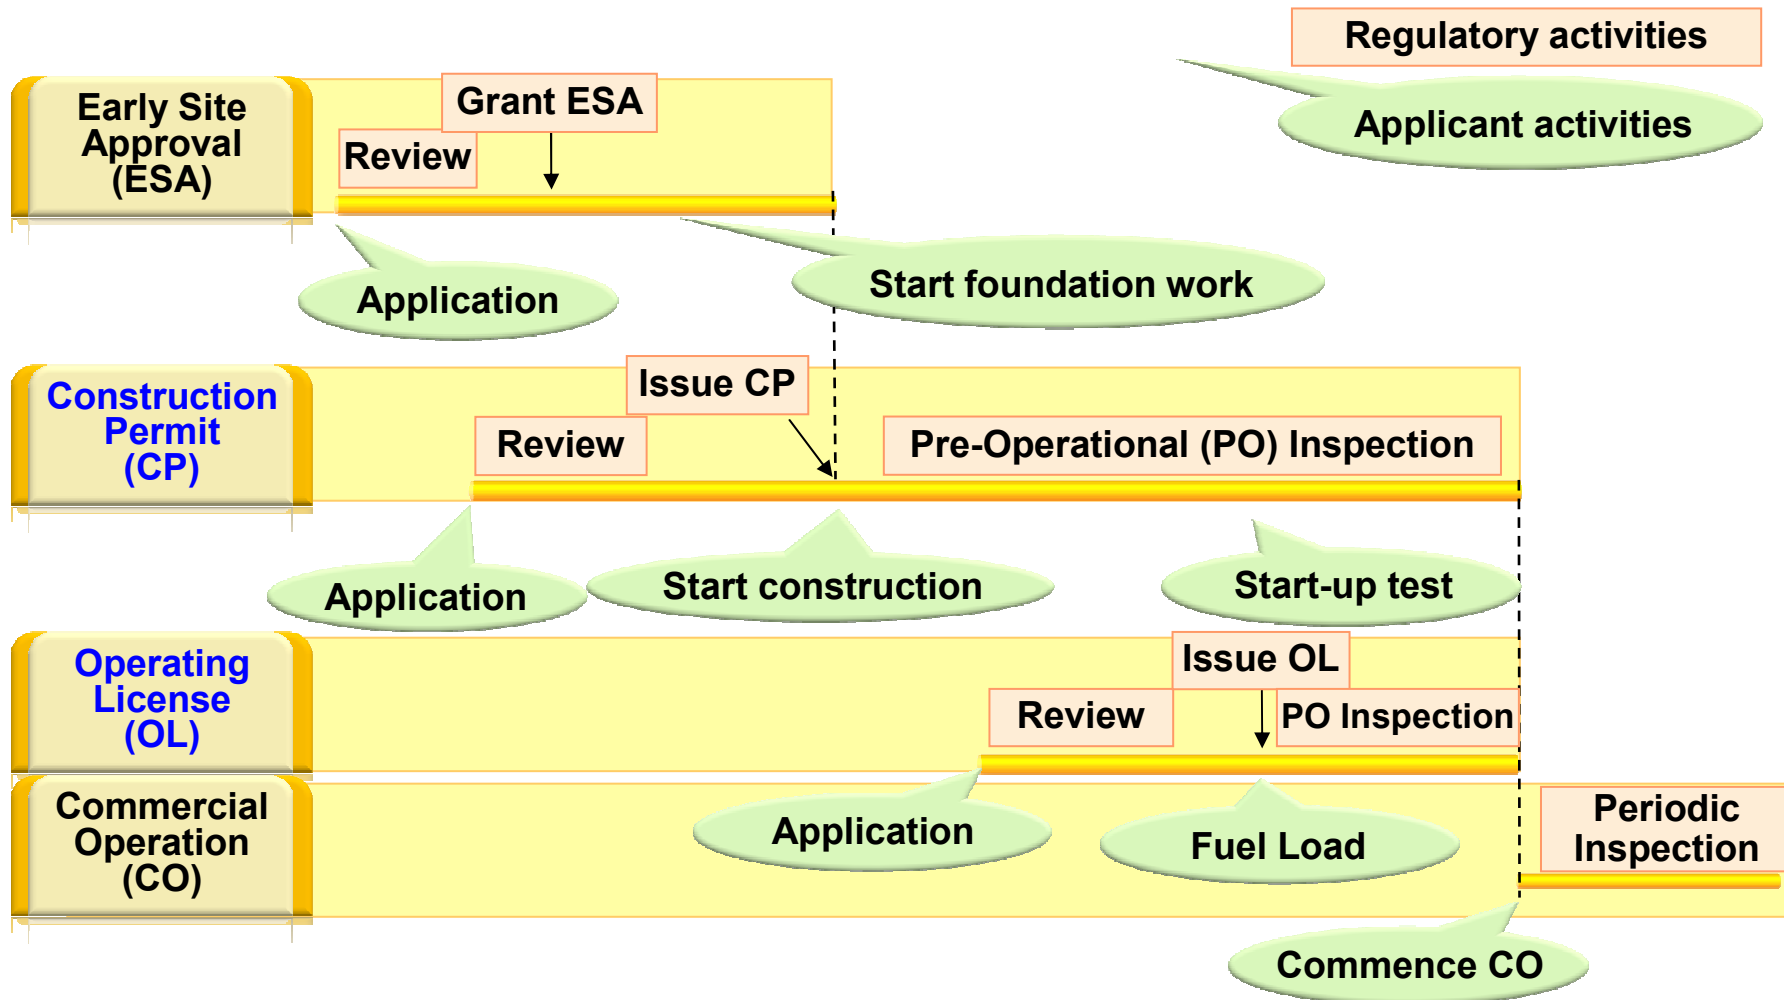 Regulatory activities
Applicant activities
Early Site
Approval
(ESA)
Grant ESA
Review
Application
Start foundation work
Construction
Permit
(CP)
Issue CP
Review
Pre-Operational (PO) Inspection
Application
Start construction
Start-up test
Operating
License
(OL)
Issue OL
Review
PO Inspection
Application
Fuel Load
Commercial
Operation
(CO)
Periodic
Inspection
Commence CO